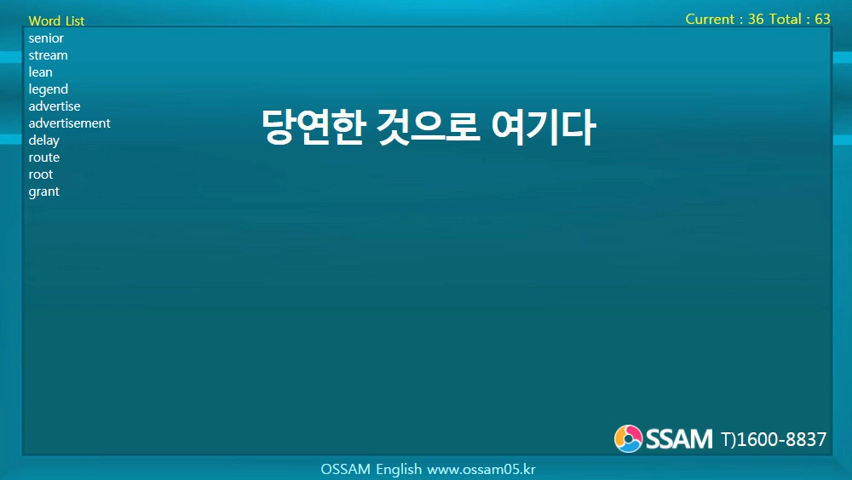 Word List
Current : 36 Total : 63
senior
stream
lean
legend
advertise
advertisement
delay
route
root
grant
당연한 것으로 여기다
SSAM T)1600-8837
OSSAM English www.ossam05.kr